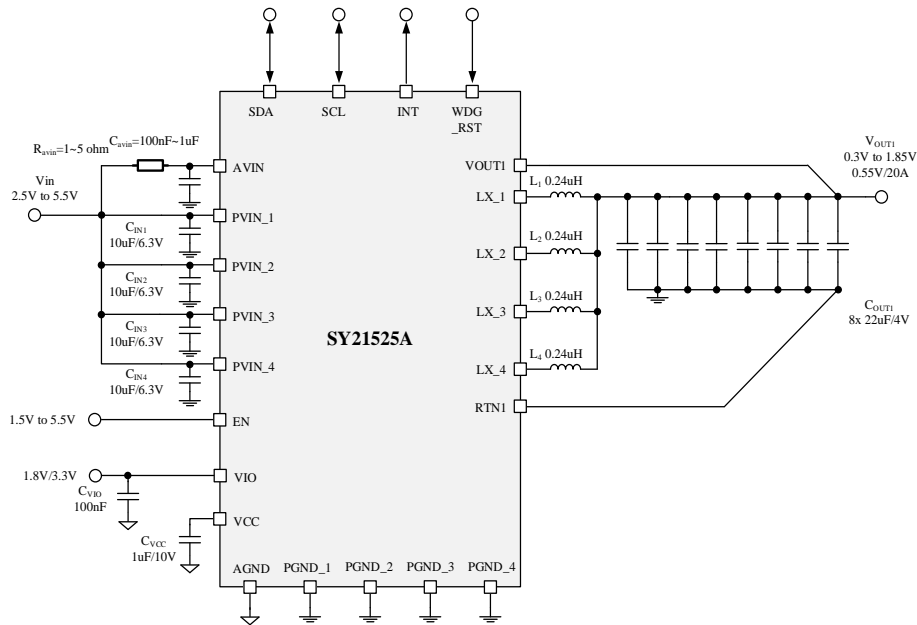 SDA
SCL
INT
WDG
_RST
C_avin=100nF~1uF
R_avin=1~5 ohm
AVIN
VOUT1
V_OUT1
0.3V to 1.85V
0.55V/20A
Vin
2.5V to 5.5V
L₁ 0.24uH
LX_1
PVIN_1
C_IN1
10uF/6.3V
L₂ 0.24uH
LX_2
PVIN_2
C_IN2
10uF/6.3V
L₃ 0.24uH
LX_3
PVIN_3
C_IN3
10uF/6.3V
C_OUT1
8x 22uF/4V
SY21525A
L₄ 0.24uH
LX_4
PVIN_4
C_IN4
10uF/6.3V
RTN1
1.5V to 5.5V
EN
1.8V/3.3V
VIO
C_VIO
100nF
VCC
C_VCC
1uF/10V
AGND
PGND_1
PGND_2
PGND_3
PGND_4